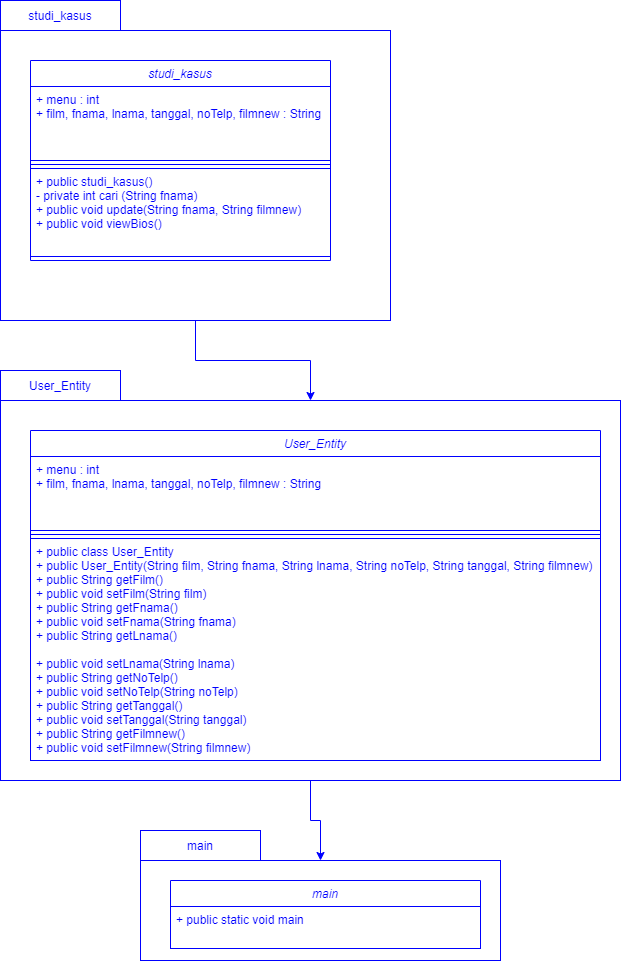 studi_kasus
studi_kasus
+ menu : int
+ film, fnama, lnama, tanggal, noTelp, filmnew : String
+ public studi_kasus()
- private int cari (String fnama)
+ public void update(String fnama, String filmnew)
+ public void viewBios()
User_Entity
User_Entity
+ menu : int
+ film, fnama, lnama, tanggal, noTelp, filmnew : String
+ public class User_Entity
+ public User_Entity(String film, String fnama, String lnama, String noTelp, String tanggal, String filmnew)
+ public String getFilm()
+ public void setFilm(String film)
+ public String getFnama()
+ public void setFnama(String fnama)
+ public String getLnama()
+ public void setLnama(String lnama)
+ public String getNoTelp()
+ public void setNoTelp(String noTelp)
+ public String getTanggal()
+ public void setTanggal(String tanggal)
+ public String getFilmnew()
+ public void setFilmnew(String filmnew)
main
main
+ public static void main